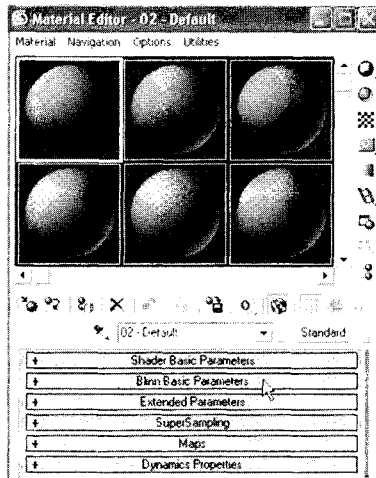 Material Editor - 02 - Default
Material Navigation Options Utilities
02 - Default Standard
+ Shader Basic Parameters
+ Blinn Basic Parameters
+ Extended Parameters
+ SuperSampling
+ Maps
+ Dynamics Properties